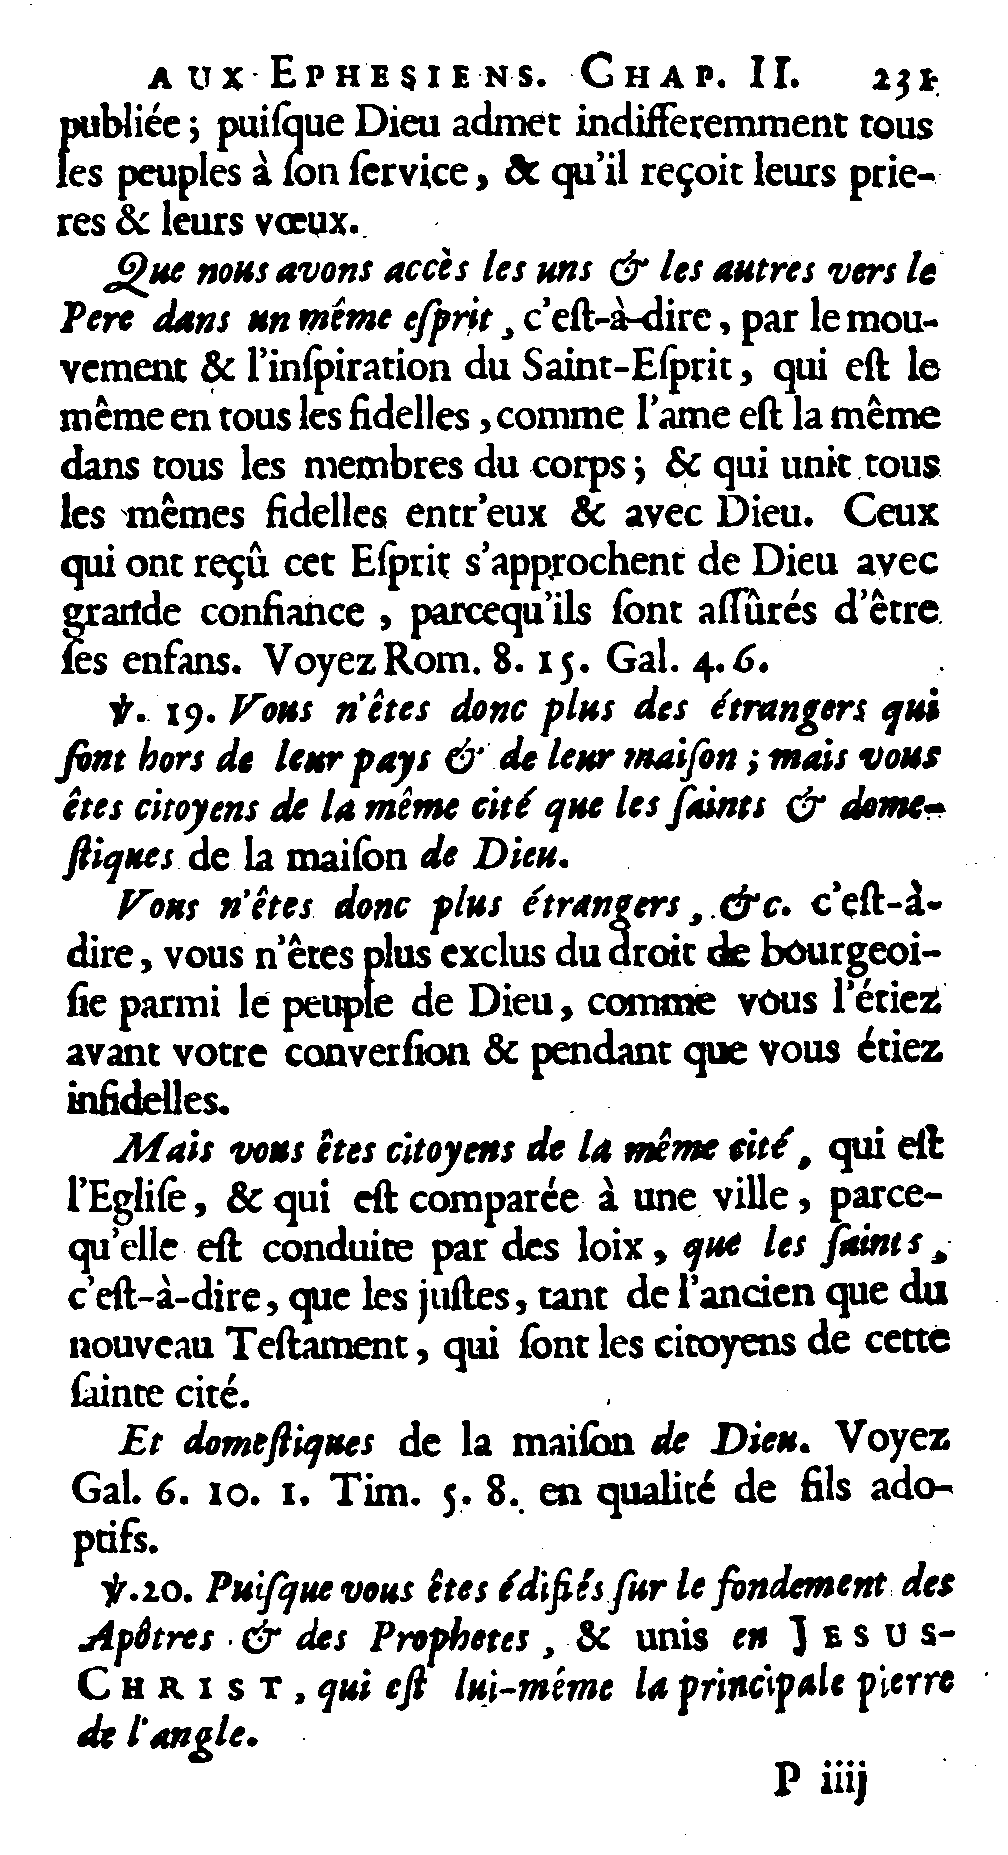 AUX EPHESIENS. CHAP. II. 231
publiée ; puiſque Dieu admet indifferemment tous
les peuples à ſon ſervice, & qu'il reçoit leurs prie-
res & leurs vœux.
Que nous avons accès les uns & les autres vers le
Pere dans un même eſprit, c'eſt-à-dire, par le mou-
vement & l'inſpiration du Saint-Eſprit, qui eſt le
même en tous les fidelles, comme l'ame eſt la même
dans tous les membres du corps ; & qui unit tous
les mêmes fidelles entr'eux & avec Dieu. Ceux
qui ont reçû cet Eſprit s'approchent de Dieu avec
grande confiance, parcequ'ils ſont aſſûrés d'être
ſes enfans. Voyez Rom. 8. 15. Gal. 4. 6.
℣. 19. Vous n'êtes donc plus des étrangers qui
ſont hors de leur pays & de leur maiſon ; mais vous
êtes citoyens de la même cité que les ſaints & dome-
ſtiques de la maiſon de Dieu.
Vous n'êtes donc plus étrangers, &c. c'eſt-à-
dire, vous n'êtes plus exclus du droit de bourgeoi-
ſie parmi le peuple de Dieu, comme vous l'étiez
avant votre converſion & pendant que vous étiez
infidelles.
Mais vous êtes citoyens de la même cité, qui eſt
l'Egliſe, & qui eſt comparée à une ville, parce-
qu'elle eſt conduite par des loix, que les ſaints,
c'eſt-à-dire, que les juſtes, tant de l'ancien que du
nouveau Teſtament, qui ſont les citoyens de cette
ſainte cité.
Et domeſtiques de la maiſon de Dieu. Voyez
Gal. 6. 10. 1. Tim. 5. 8. en qualité de fils ado-
ptifs.
℣. 20. Puiſque vous êtes édifiés ſur le fondement des
Apôtres & des Prophetes, & unis en JESUS-
CHRIST, qui eſt lui-méme la principale pierre
de l'angle.
P iiij